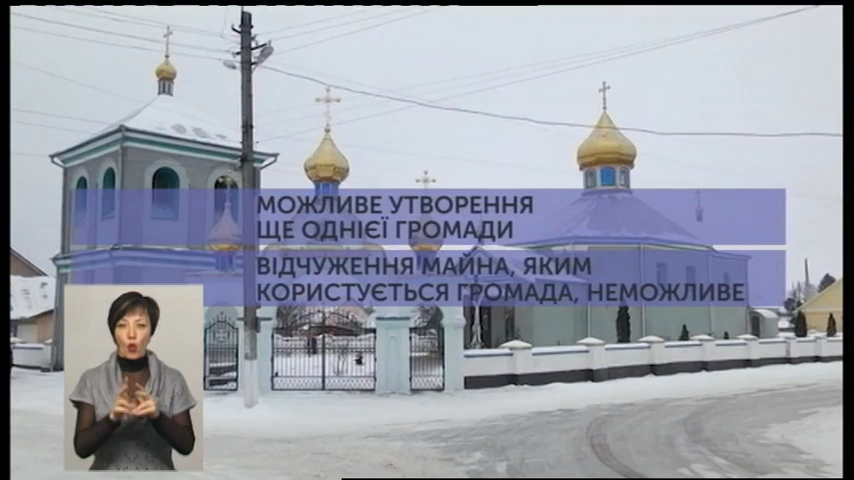 МОЖЛИВЕ УТВОРЕННЯ
ЩЕ ОДНІЄЇ ГРОМАДИ
ВІДЧУЖЕННЯ МАЙНА, ЯКИМ
КОРИСТУЄТЬСЯ ГРОМАДА, НЕМОЖЛИВЕ